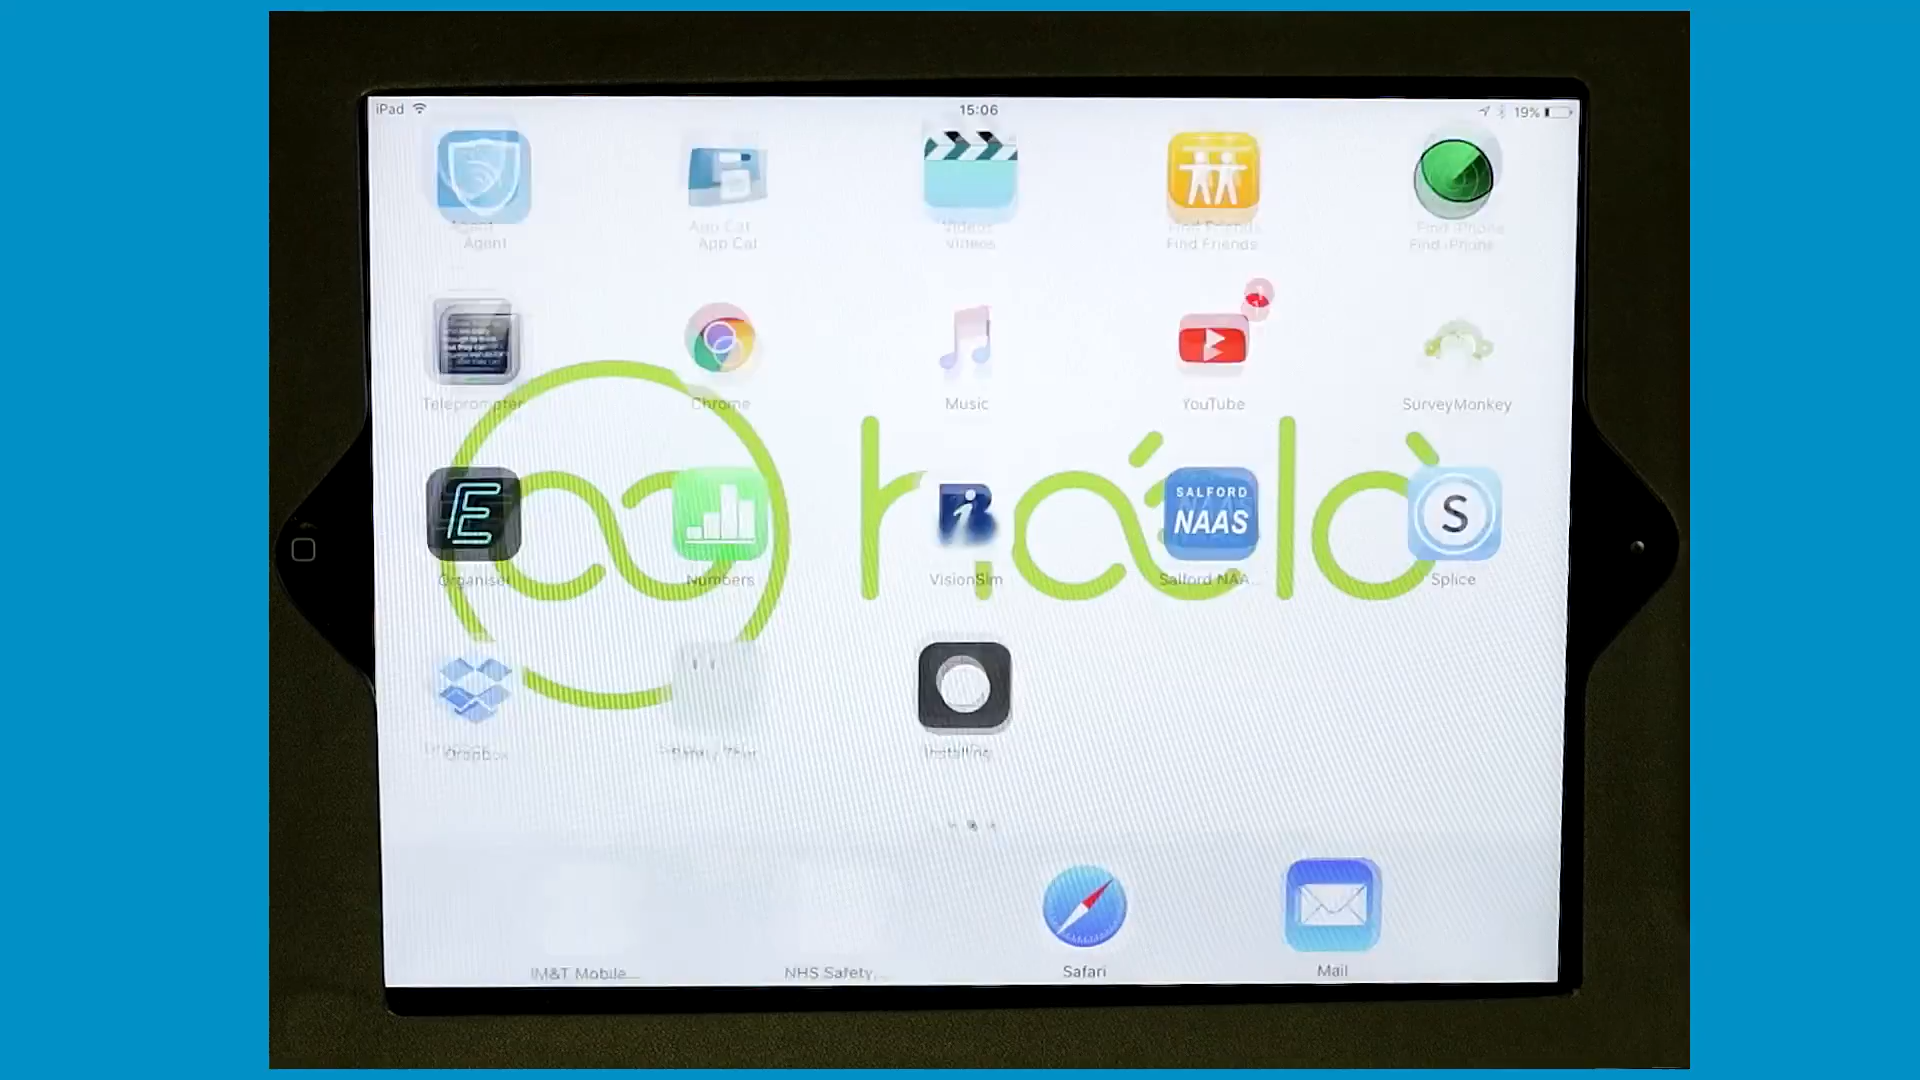 iPad
15:06
19%
Agent
App Cat
Videos
Find Friends
Find iPhone
Teleprompter
Chrome
Music
YouTube
SurveyMonkey
E
i
SALFORD
NAAS
S
Organiser
Numbers
VisionSim
Salford NAA...
Splice
Dropbox
Installing
IM&T Mobile...
NHS Safety...
Safari
Mail